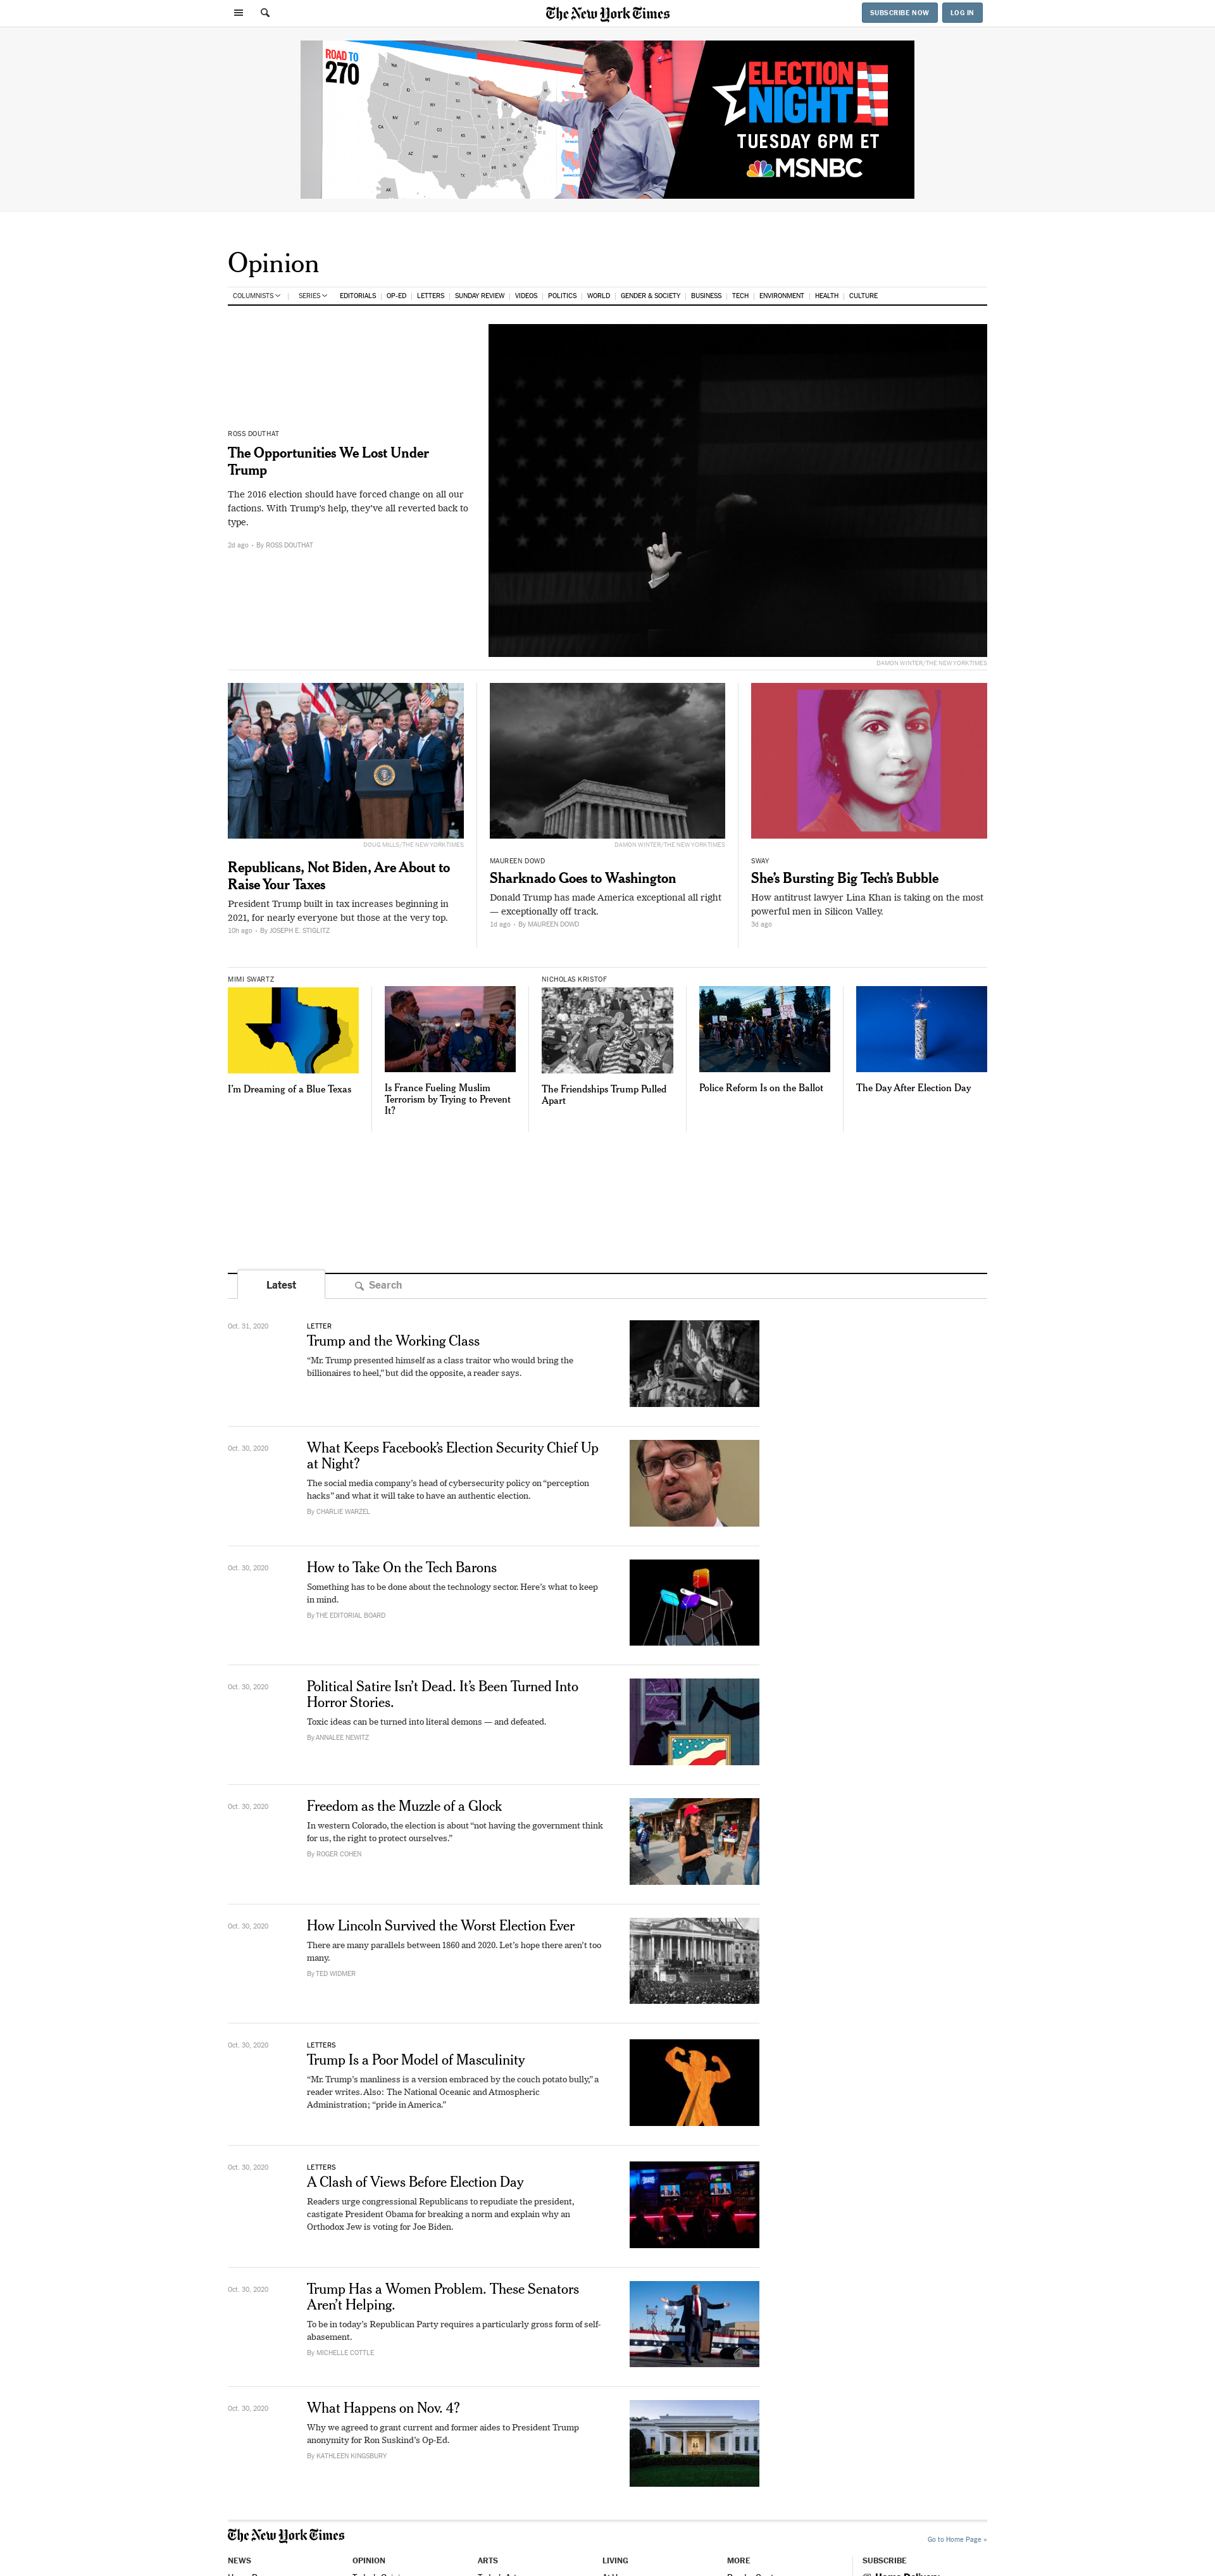 The New York Times
SUBSCRIBE NOW
LOG IN
ROAD TO
270
ELECTION
NIGHT
TUESDAY 6PM ET
MSNBC
Opinion
COLUMNISTS
SERIES
EDITORIALS
OP-ED
LETTERS
SUNDAY REVIEW
VIDEOS
POLITICS
WORLD
GENDER & SOCIETY
BUSINESS
TECH
ENVIRONMENT
HEALTH
CULTURE
ROSS DOUTHAT
The Opportunities We Lost Under
Trump
The 2016 election should have forced change on all our
factions. With Trump's help, they've all reverted back to
type.
2d ago • By ROSS DOUTHAT
DAMON WINTER/THE NEW YORK TIMES
DOUG MILLS/THE NEW YORK TIMES
Republicans, Not Biden, Are About to
Raise Your Taxes
President Trump built in tax increases beginning in
2021, for nearly everyone but those at the very top.
10h ago • By JOSEPH E. STIGLITZ
DAMON WINTER/THE NEW YORK TIMES
MAUREEN DOWD
Sharknado Goes to Washington
Donald Trump has made America exceptional all right
— exceptionally off track.
1d ago • By MAUREEN DOWD
SWAY
She's Bursting Big Tech's Bubble
How antitrust lawyer Lina Khan is taking on the most
powerful men in Silicon Valley.
3d ago
MIMI SWARTZ
I'm Dreaming of a Blue Texas
Is France Fueling Muslim
Terrorism by Trying to Prevent
It?
NICHOLAS KRISTOF
The Friendships Trump Pulled
Apart
Police Reform Is on the Ballot
The Day After Election Day
Latest
Search
Oct. 31, 2020
LETTER
Trump and the Working Class
“Mr. Trump presented himself as a class traitor who would bring the
billionaires to heel,” but did the opposite, a reader says.
Oct. 30, 2020
What Keeps Facebook's Election Security Chief Up
at Night?
The social media company's head of cybersecurity policy on “perception
hacks” and what it will take to have an authentic election.
By CHARLIE WARZEL
Oct. 30, 2020
How to Take On the Tech Barons
Something has to be done about the technology sector. Here's what to keep
in mind.
By THE EDITORIAL BOARD
Oct. 30, 2020
Political Satire Isn't Dead. It's Been Turned Into
Horror Stories.
Toxic ideas can be turned into literal demons — and defeated.
By ANNALEE NEWITZ
Oct. 30, 2020
Freedom as the Muzzle of a Glock
In western Colorado, the election is about “not having the government think
for us, the right to protect ourselves.”
By ROGER COHEN
Oct. 30, 2020
How Lincoln Survived the Worst Election Ever
There are many parallels between 1860 and 2020. Let's hope there aren't too
many.
By TED WIDMER
Oct. 30, 2020
LETTERS
Trump Is a Poor Model of Masculinity
“Mr. Trump's manliness is a version embraced by the couch potato bully,” a
reader writes. Also: The National Oceanic and Atmospheric
Administration; “pride in America.”
Oct. 30, 2020
LETTERS
A Clash of Views Before Election Day
Readers urge congressional Republicans to repudiate the president,
castigate President Obama for breaking a norm and explain why an
Orthodox Jew is voting for Joe Biden.
Oct. 30, 2020
Trump Has a Women Problem. These Senators
Aren't Helping.
To be in today's Republican Party requires a particularly gross form of self-
abasement.
By MICHELLE COTTLE
Oct. 30, 2020
What Happens on Nov. 4?
Why we agreed to grant current and former aides to President Trump
anonymity for Ron Suskind's Op-Ed.
By KATHLEEN KINGSBURY
The New York Times
Go to Home Page »
NEWS
OPINION
ARTS
LIVING
MORE
SUBSCRIBE